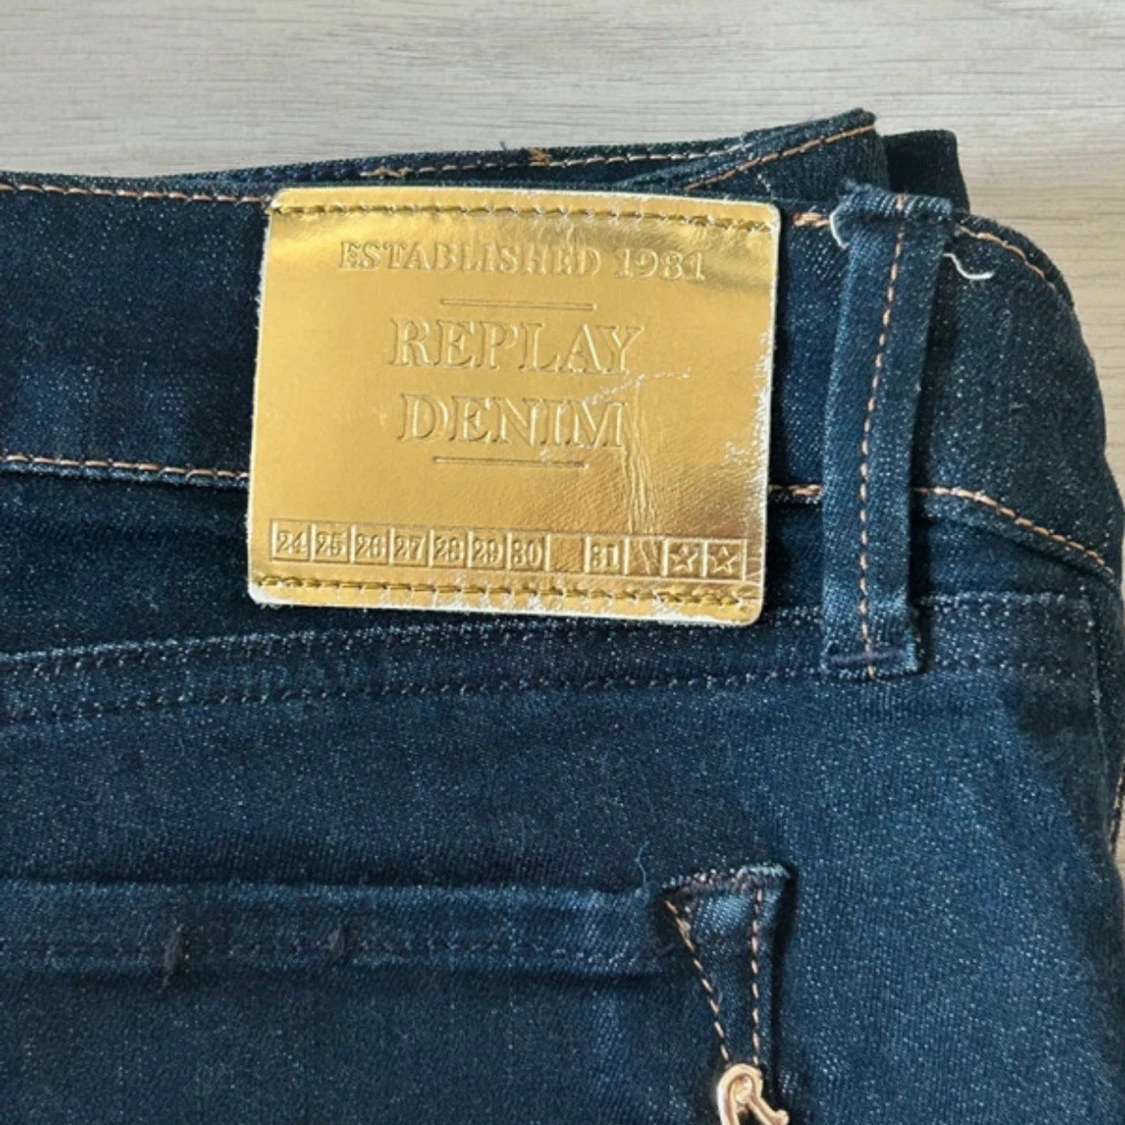 ESTABLISHED 1981
REPLAY
DENIM
24 25 26 27 28 29 30 31